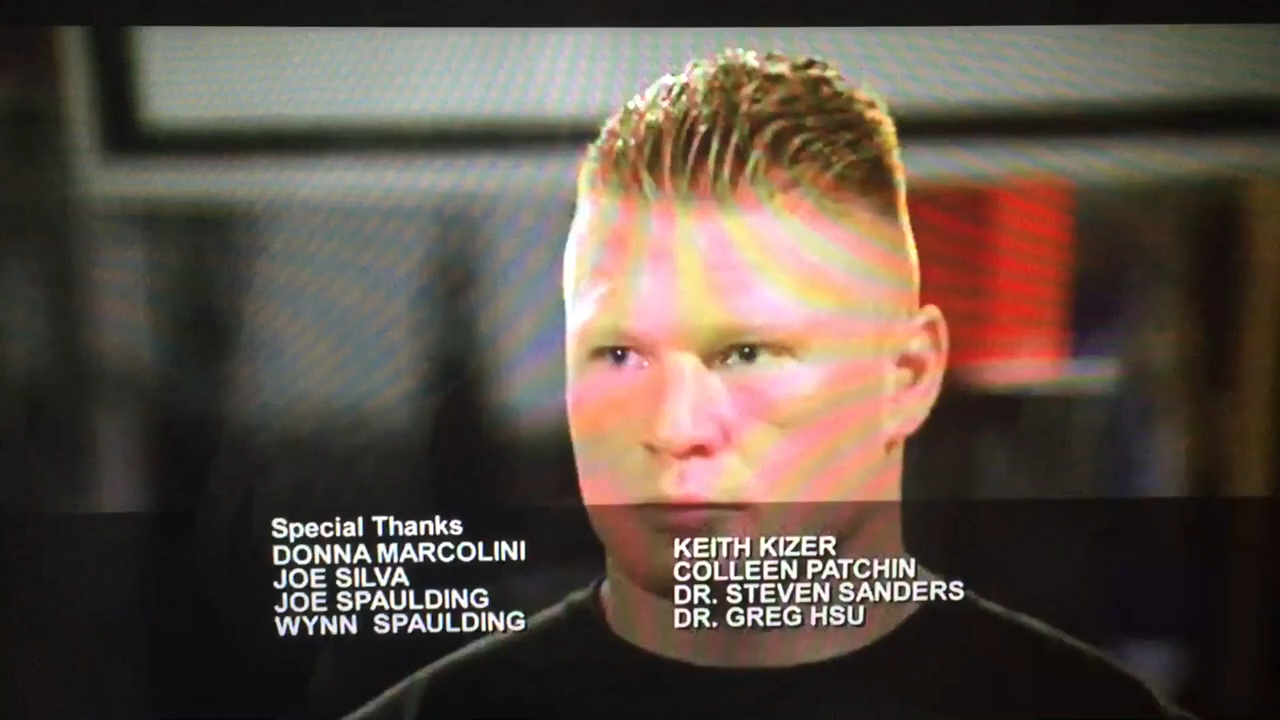 Special Thanks
DONNA MARCOLINI
JOE SILVA
JOE SPAULDING
WYNN SPAULDING
KEITH KIZER
COLLEEN PATCHIN
DR. STEVEN SANDERS
DR. GREG HSU